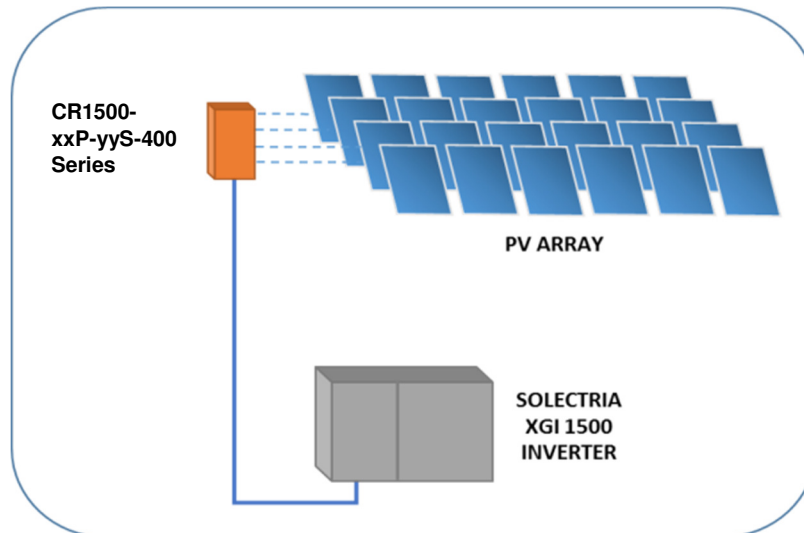 CR1500-
xxP-yyS-400
Series
PV ARRAY
SOLECTRIA
XGI 1500
INVERTER